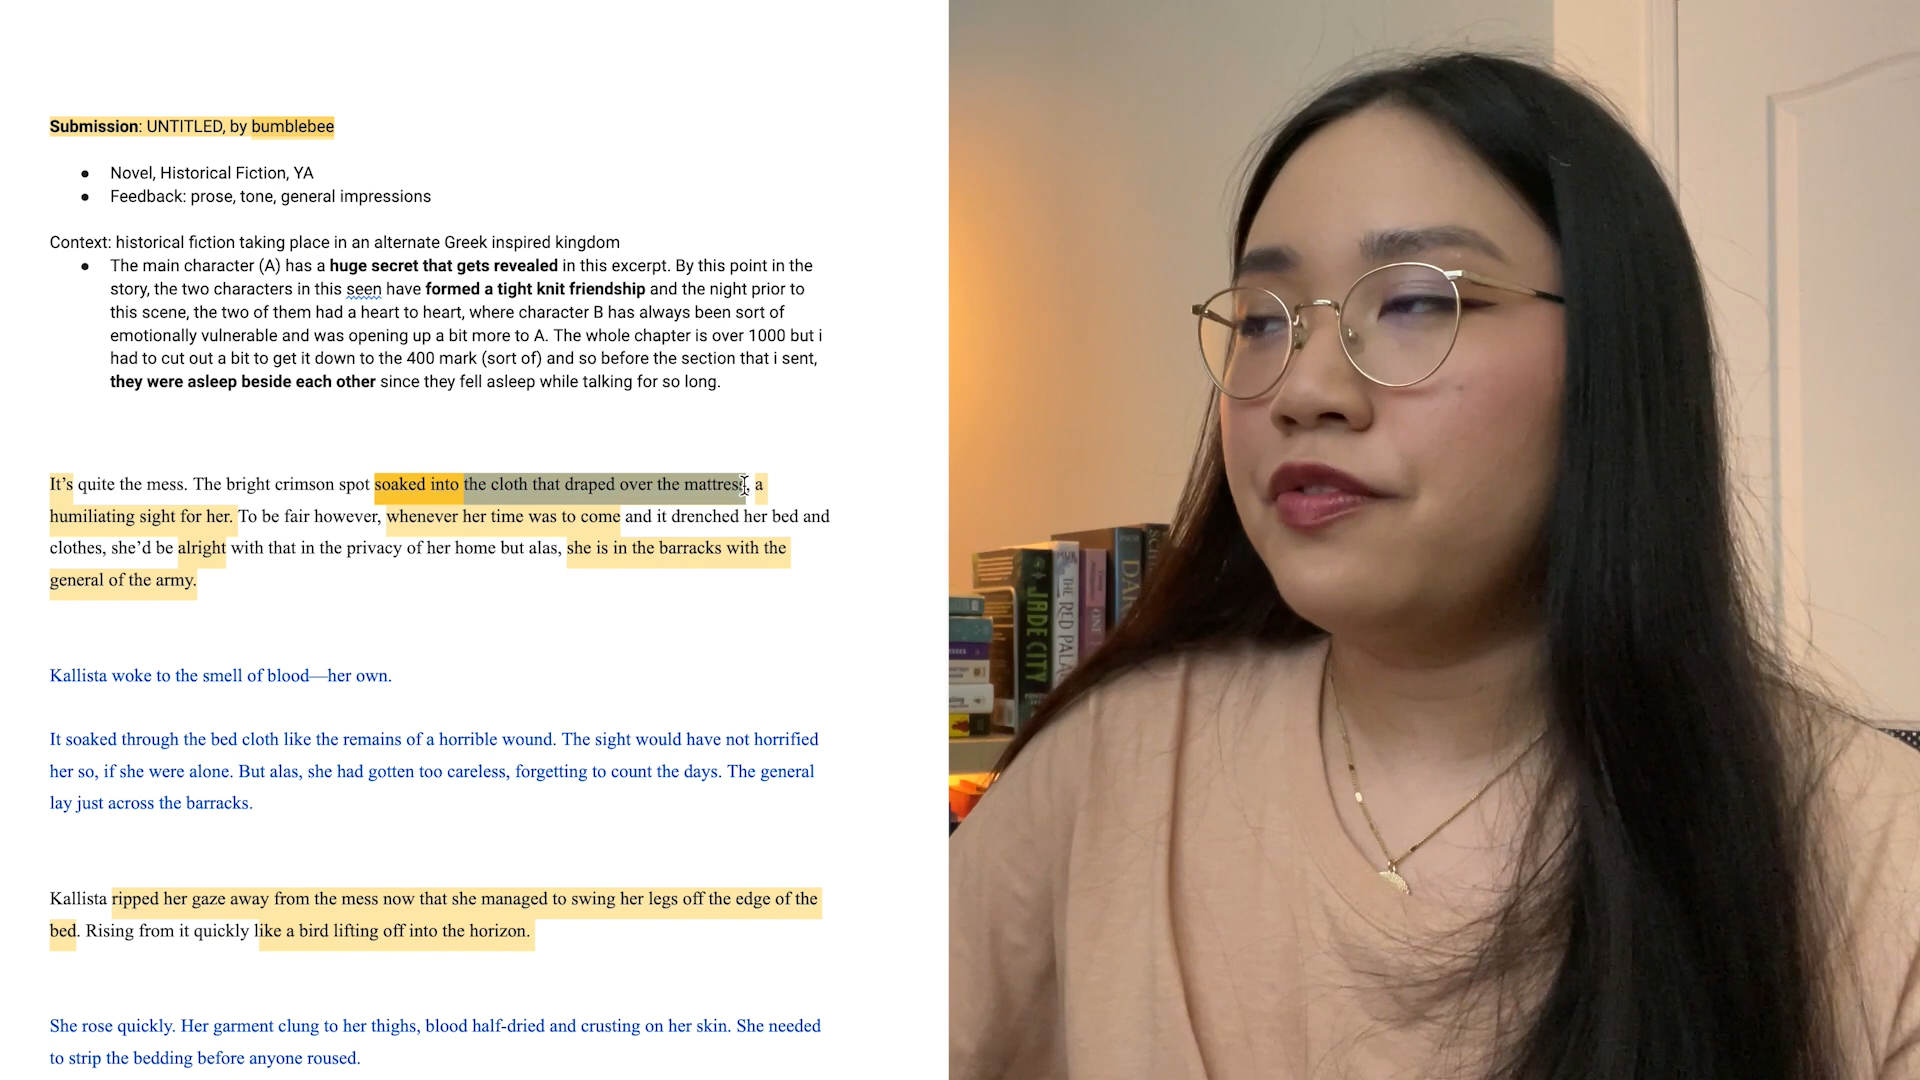 Submission: UNTITLED, by bumblebee
● Novel, Historical Fiction, YA
● Feedback: prose, tone, general impressions
Context: historical fiction taking place in an alternate Greek inspired kingdom
● The main character (A) has a huge secret that gets revealed in this excerpt. By this point in the
story, the two characters in this seen have formed a tight knit friendship and the night prior to
this scene, the two of them had a heart to heart, where character B has always been sort of
emotionally vulnerable and was opening up a bit more to A. The whole chapter is over 1000 but i
had to cut out a bit to get it down to the 400 mark (sort of) and so before the section that i sent,
they were asleep beside each other since they fell asleep while talking for so long.
It's quite the mess. The bright crimson spot soaked into the cloth that draped over the mattress, a
humiliating sight for her. To be fair however, whenever her time was to come and it drenched her bed and
clothes, she'd be alright with that in the privacy of her home but alas, she is in the barracks with the
general of the army.
Kallista woke to the smell of blood—her own.
It soaked through the bed cloth like the remains of a horrible wound. The sight would have not horrified
her so, if she were alone. But alas, she had gotten too careless, forgetting to count the days. The general
lay just across the barracks.
Kallista ripped her gaze away from the mess now that she managed to swing her legs off the edge of the
bed. Rising from it quickly like a bird lifting off into the horizon.
She rose quickly. Her garment clung to her thighs, blood half-dried and crusting on her skin. She needed
to strip the bedding before anyone roused.
JADE CITY
THE RED